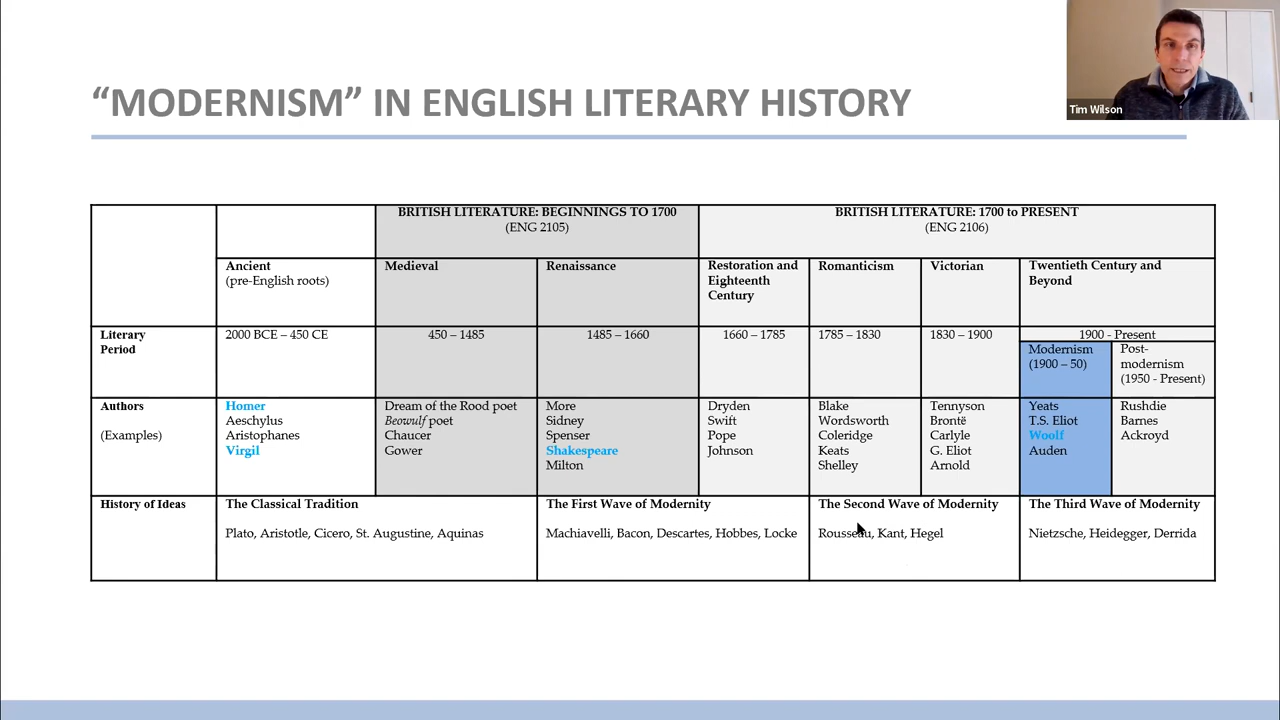 “MODERNISM” IN ENGLISH LITERARY HISTORY
Tim Wilson
BRITISH LITERATURE: BEGINNINGS TO 1700
(ENG 2105)
BRITISH LITERATURE: 1700 to PRESENT
(ENG 2106)
Ancient
(pre-English roots)
Medieval
Renaissance
Restoration and
Eighteenth
Century
Romanticism
Victorian
Twentieth Century and
Beyond
Literary
Period
2000 BCE – 450 CE
450 – 1485
1485 – 1660
1660 – 1785
1785 – 1830
1830 – 1900
1900 - Present
Modernism
(1900 – 50)
Post-
modernism
(1950 - Present)
Authors
(Examples)
Homer
Aeschylus
Aristophanes
Virgil
Dream of the Rood poet
Beowulf poet
Chaucer
Gower
More
Sidney
Spenser
Shakespeare
Milton
Dryden
Swift
Pope
Johnson
Blake
Wordsworth
Coleridge
Keats
Shelley
Tennyson
Brontë
Carlyle
G. Eliot
Arnold
Yeats
T.S. Eliot
Woolf
Auden
Rushdie
Barnes
Ackroyd
History of Ideas
The Classical Tradition
Plato, Aristotle, Cicero, St. Augustine, Aquinas
The First Wave of Modernity
Machiavelli, Bacon, Descartes, Hobbes, Locke
The Second Wave of Modernity
Rousseau, Kant, Hegel
The Third Wave of Modernity
Nietzsche, Heidegger, Derrida